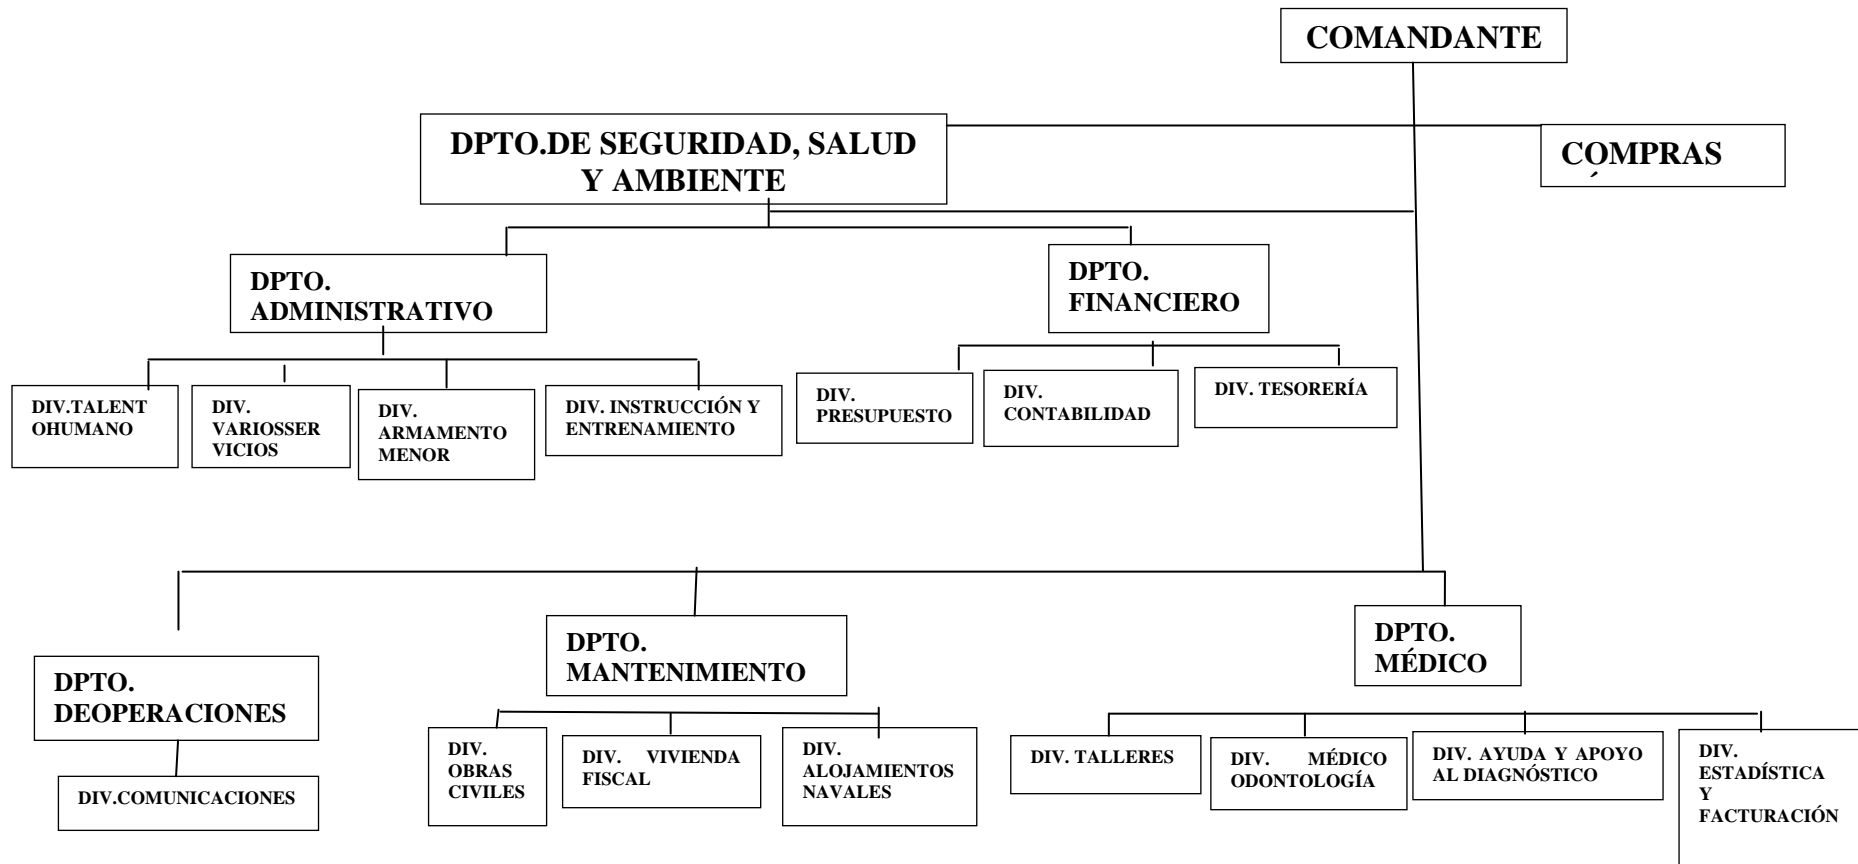 COMANDANTE
DPTO.DE SEGURIDAD, SALUD
Y AMBIENTE
COMPRAS
DPTO.
ADMINISTRATIVO
DPTO.
FINANCIERO
DIV.TALENT
OHUMANO
DIV.
VARIOSSER
VICIOS
DIV.
ARMAMENTO
MENOR
DIV. INSTRUCCIÓN Y
ENTRENAMIENTO
DIV.
PRESUPUESTO
DIV.
CONTABILIDAD
DIV. TESORERÍA
DPTO.
DEOPERACIONES
DPTO.
MANTENIMIENTO
DPTO.
MÉDICO
DIV.COMUNICACIONES
DIV.
OBRAS
CIVILES
DIV. VIVIENDA
FISCAL
DIV.
ALOJAMIENTOS
NAVALES
DIV. TALLERES
DIV. MÉDICO
ODONTOLOGÍA
DIV. AYUDA Y APOYO
AL DIAGNÓSTICO
DIV.
ESTADÍSTICA
Y
FACTURACIÓN